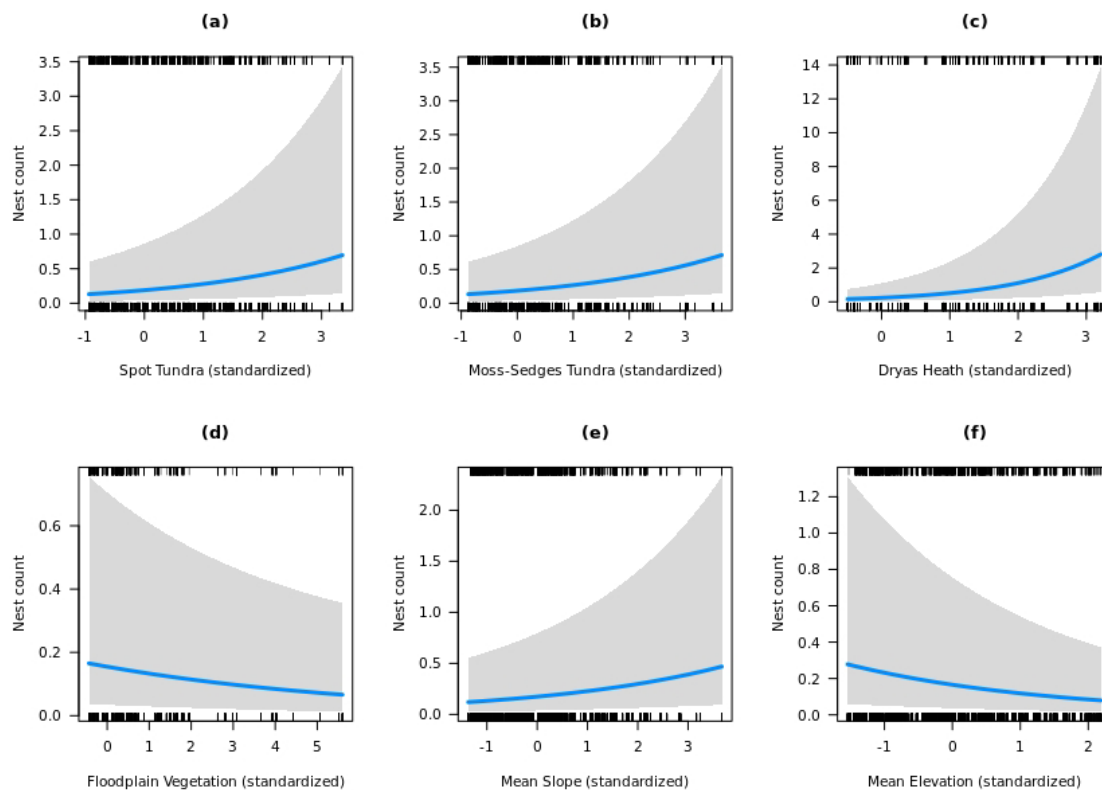 (a)
(b)
(c)
3.5
3.0
2.5
2.0
1.5
1.0
0.5
0.0
Nest count
-1 0 1 2 3
Spot Tundra (standardized)
3.5
3.0
2.5
2.0
1.5
1.0
0.5
0.0
Nest count
-1 0 1 2 3
Moss-Sedges Tundra (standardized)
14
12
10
8
6
4
2
0
Nest count
0 1 2 3
Dryas Heath (standardized)
(d)
(e)
(f)
0.6
0.4
0.2
0.0
Nest count
0 1 2 3 4 5
Floodplain Vegetation (standardized)
2.0
1.5
1.0
0.5
0.0
Nest count
-1 0 1 2 3
Mean Slope (standardized)
1.2
1.0
0.8
0.6
0.4
0.2
0.0
Nest count
-1 0 1 2
Mean Elevation (standardized)